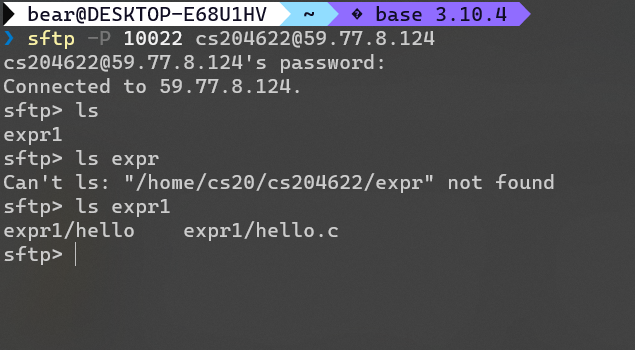 bear@DESKTOP-E68U1HV ~ � base 3.10.4
❯ sftp -P 10022 cs204622@59.77.8.124
cs204622@59.77.8.124's password:
Connected to 59.77.8.124.
sftp> ls
expr1
sftp> ls expr
Can't ls: "/home/cs20/cs204622/expr" not found
sftp> ls expr1
expr1/hello    expr1/hello.c
sftp>